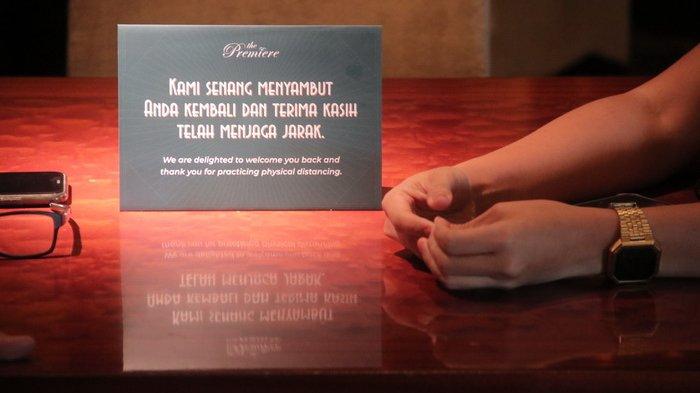 the
Premiere
KAMI SENANG MENYAMBUT
ANDA KEMBALI DAN TERIMA KASIH
TELAH MENJAGA JARAK.
We are delighted to welcome you back and
thank you for practicing physical distancing.